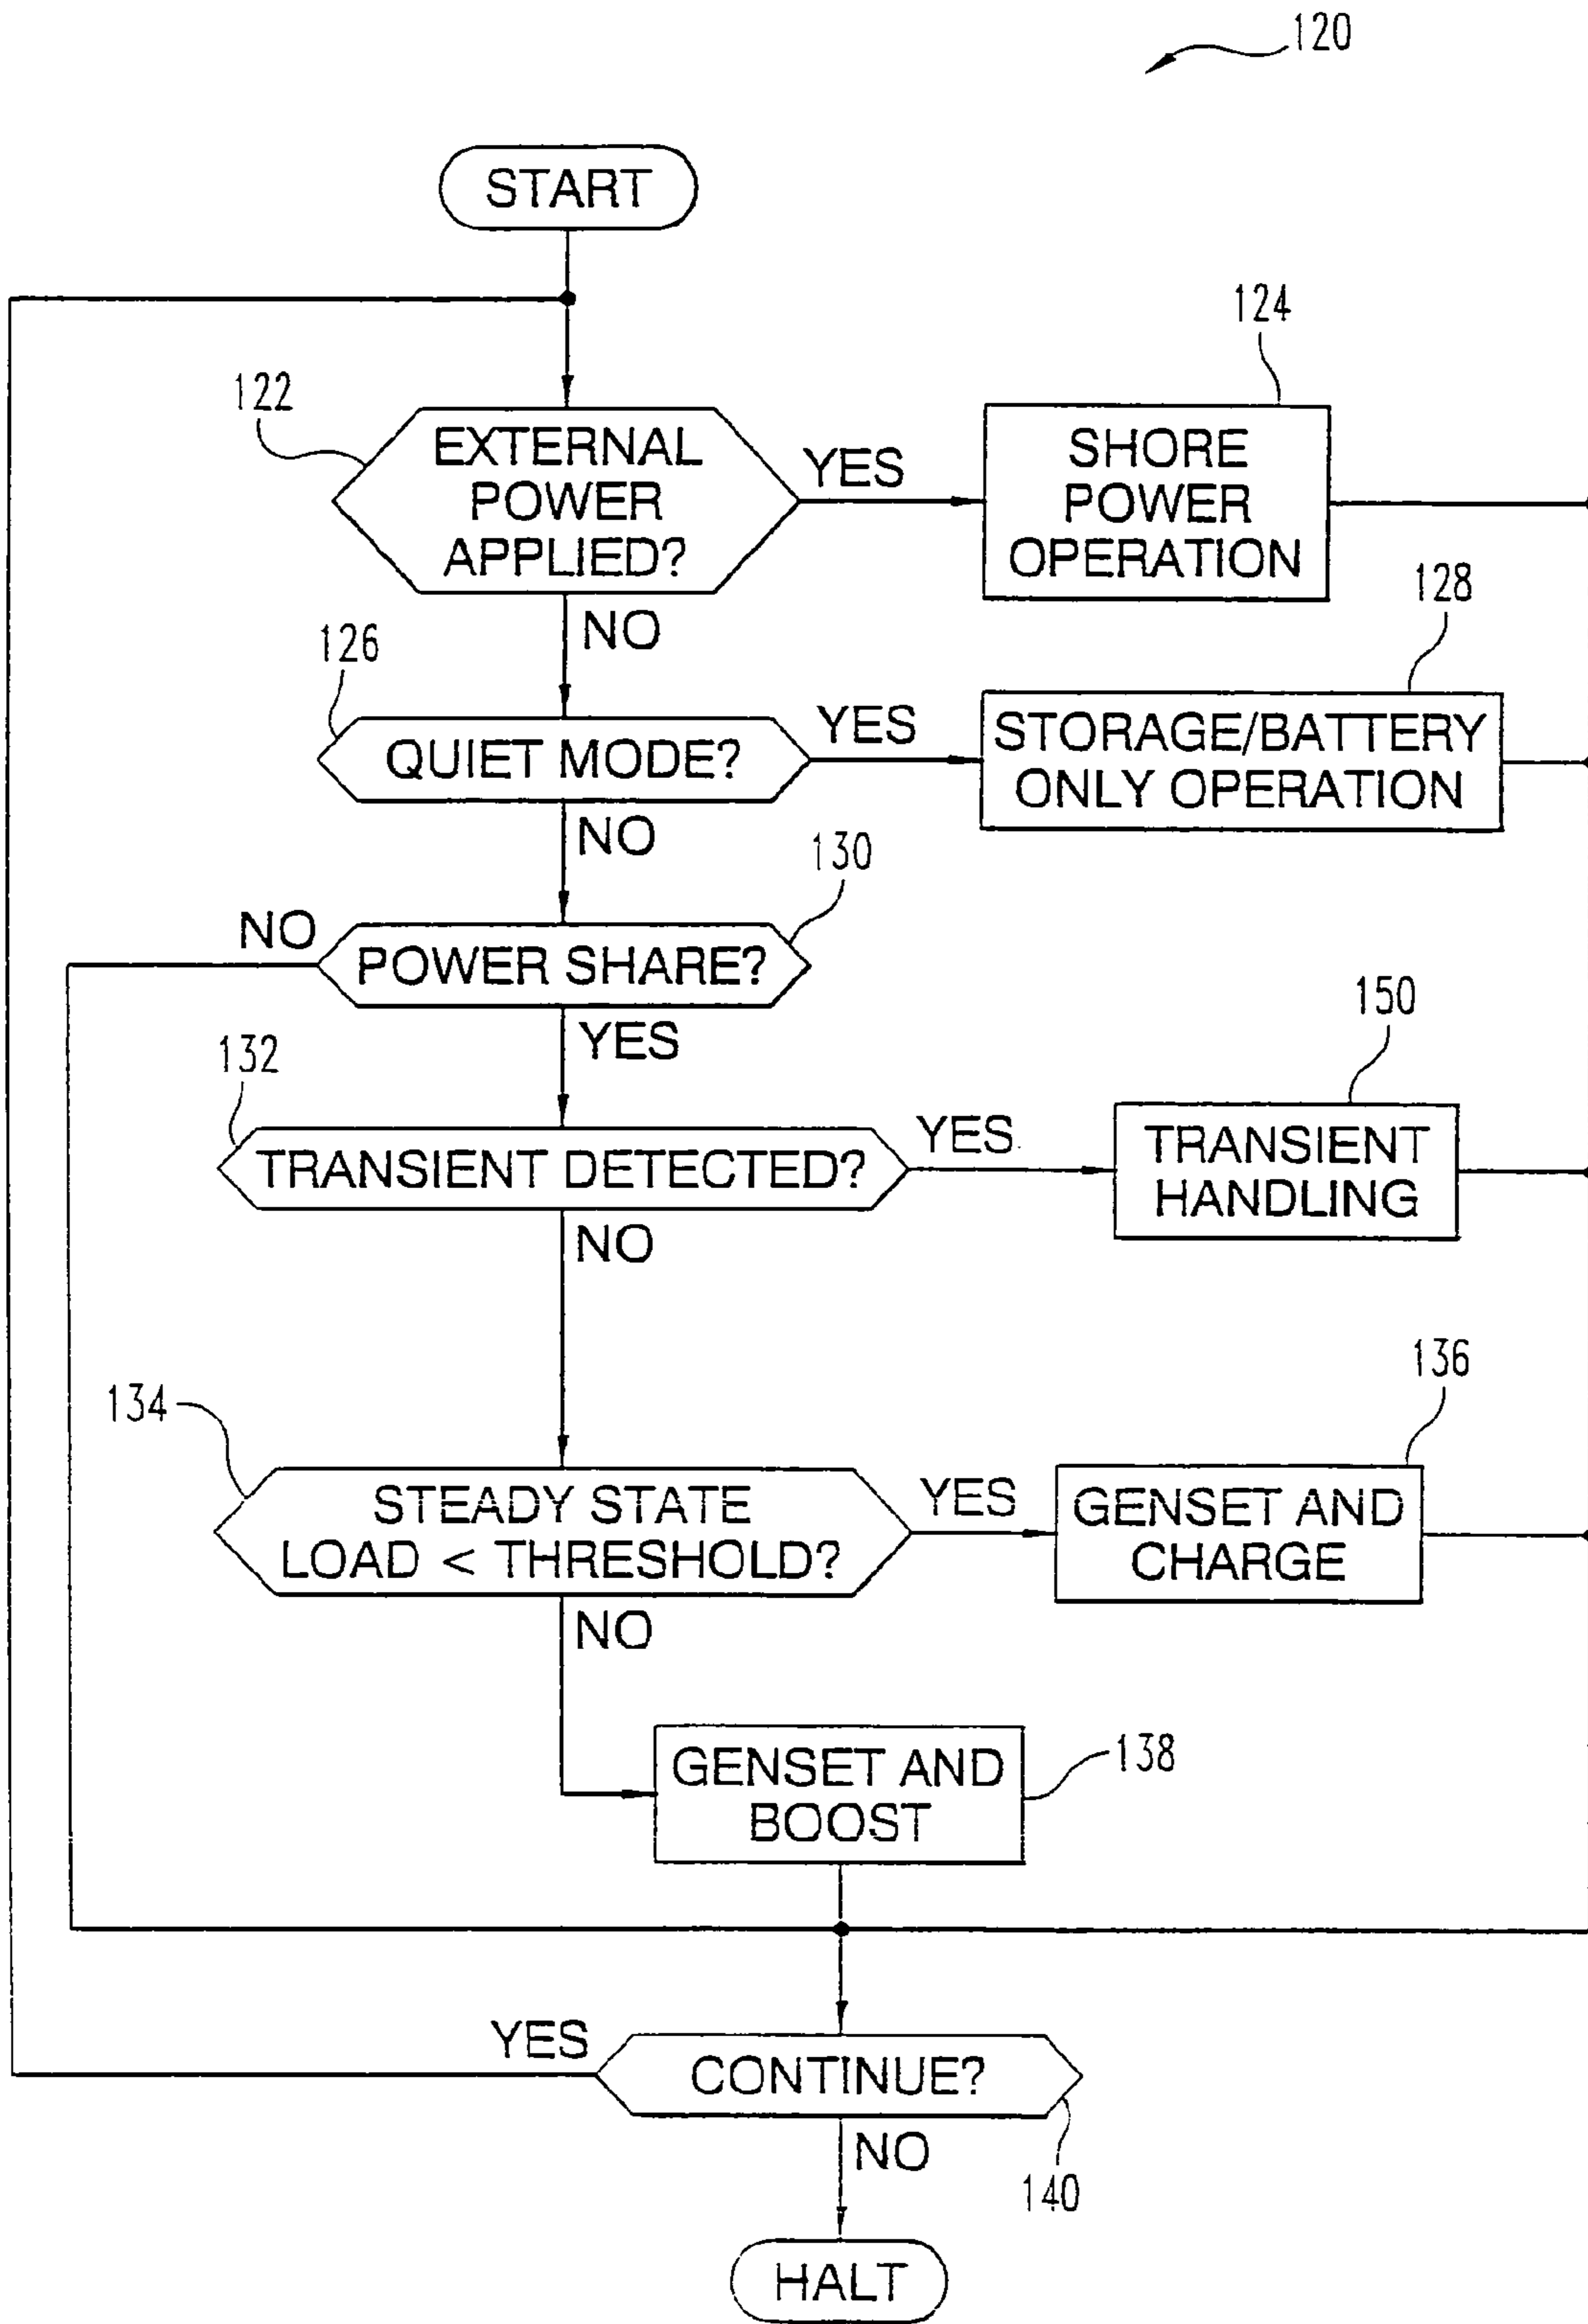 120
START
124
122
EXTERNAL
POWER
APPLIED?
YES
SHORE
POWER
OPERATION
NO
128
126
QUIET MODE?
YES
STORAGE/BATTERY
ONLY OPERATION
NO
130
NO
POWER SHARE?
YES
150
132
TRANSIENT DETECTED?
YES
TRANSIENT
HANDLING
NO
136
134
STEADY STATE
LOAD < THRESHOLD?
YES
GENSET AND
CHARGE
NO
GENSET AND
BOOST
138
YES
CONTINUE?
NO
140
HALT